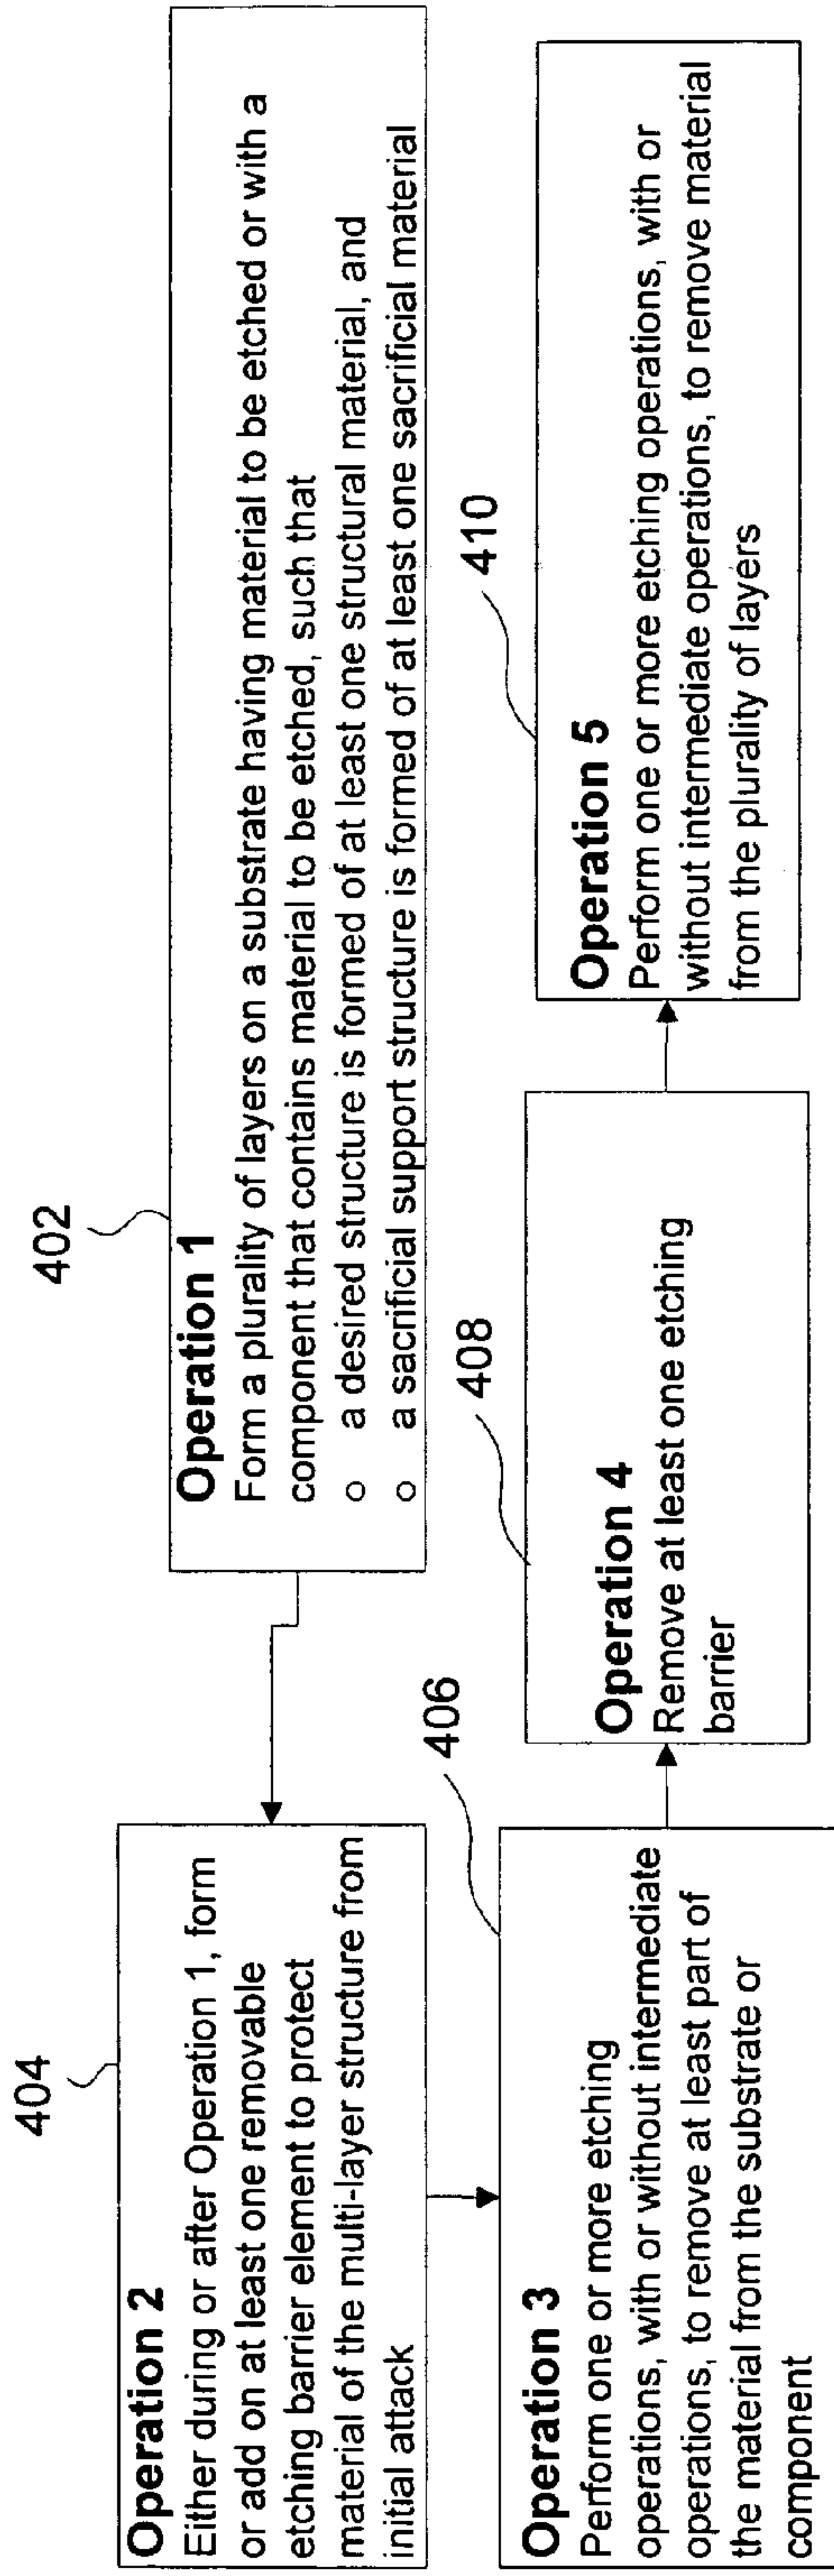 402
Operation 1
Form a plurality of layers on a substrate having material to be etched or with a
component that contains material to be etched, such that
o a desired structure is formed of at least one structural material, and
o a sacrificial support structure is formed of at least one sacrificial material
404
Operation 2
Either during or after Operation 1, form
or add on at least one removable
etching barrier element to protect
material of the multi-layer structure from
initial attack
406
Operation 3
Perform one or more etching
operations, with or without intermediate
operations, to remove at least part of
the material from the substrate or
component
408
Operation 4
Remove at least one etching
barrier
410
Operation 5
Perform one or more etching operations, with or
without intermediate operations, to remove material
from the plurality of layers